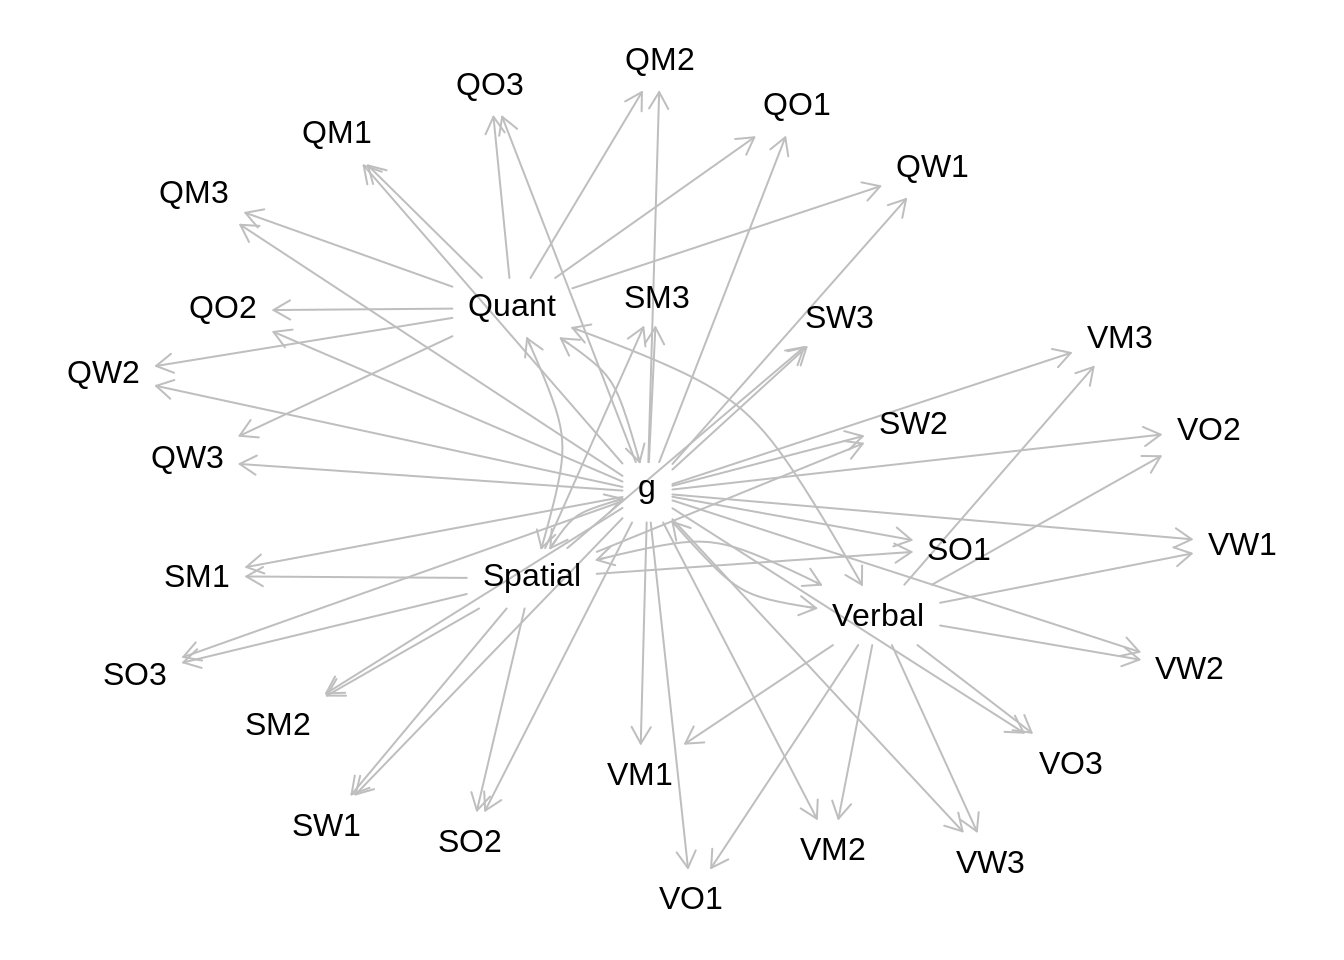 QM2
QO3
QO1
QM1
QW1
QM3
SM3
Quant
QO2
SW3
VM3
QW2
SW2
VO2
QW3
g
VW1
SO1
SM1
Spatial
Verbal
VW2
SO3
SM2
VO3
VM1
SW1
SO2
VM2
VW3
VO1